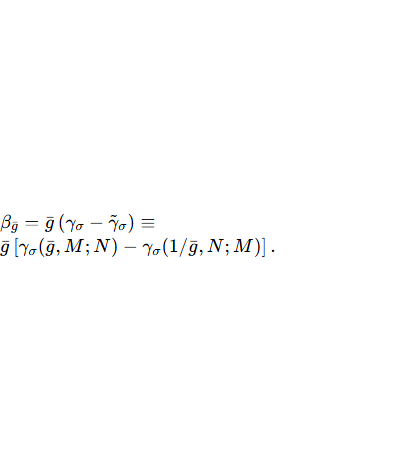 β_ḡ = ḡ (γ_σ − γ̃_σ) ≡
ḡ [γ_σ(ḡ, M; N) − γ_σ(1/ḡ, N; M)] .